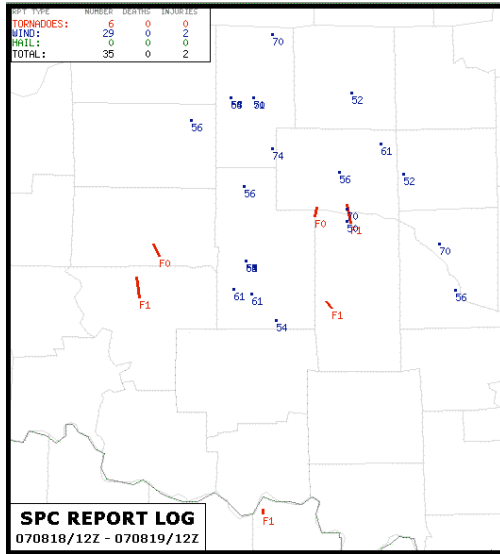 RPT TYPE NUMBER DEATHS INJURIES
TORNADOES: 6 0 0
WIND: 29 0 2
HAIL: 0 0 0
TOTAL: 35 0 2
70
52
56
61
74
56
52
56
F0
70
F1
50
70
F0
61
61
56
F1
F1
54
F1
SPC REPORT LOG
070818/12Z - 070819/12Z